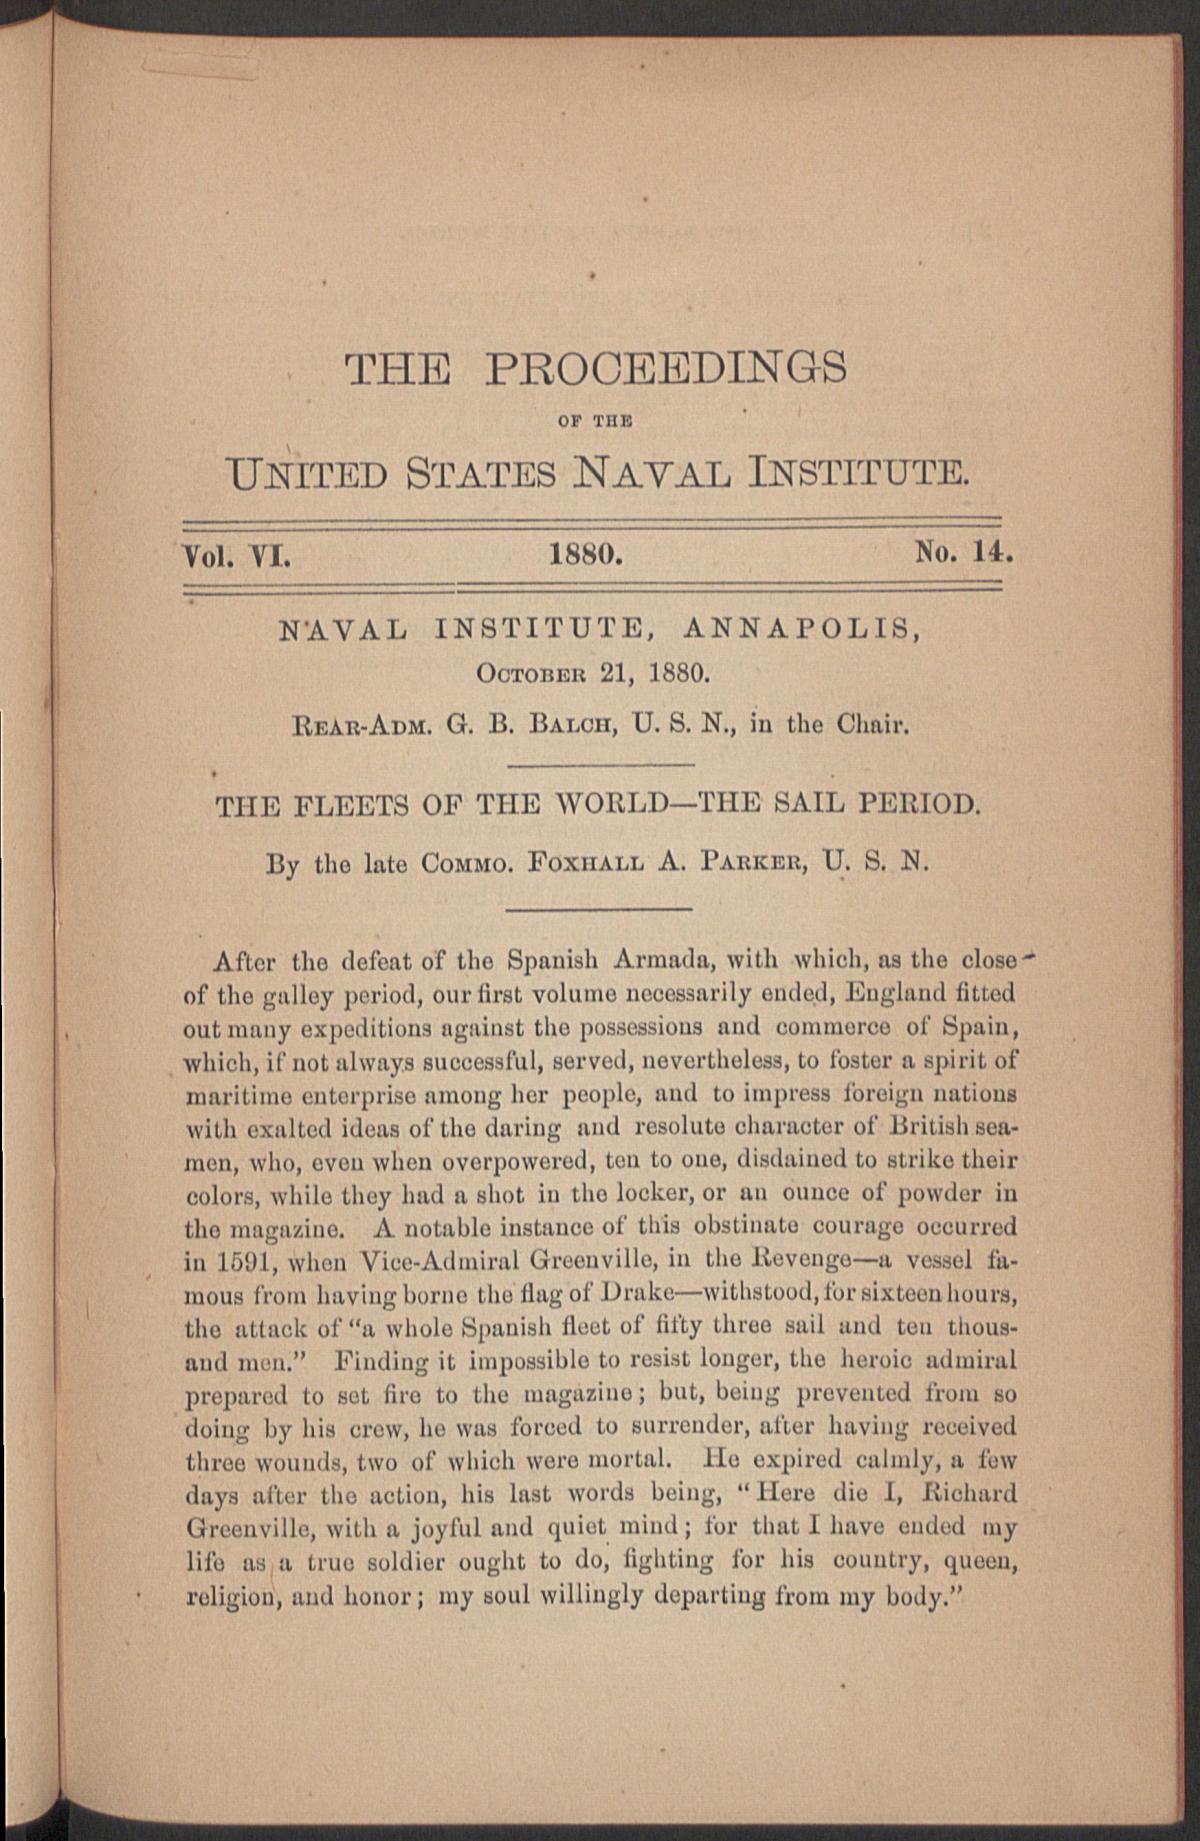 THE PROCEEDINGS
OF THE
UNITED STATES NAVAL INSTITUTE.
Vol. VI. 1880. No. 14.
NAVAL INSTITUTE, ANNAPOLIS,
OCTOBER 21, 1880.
REAR-ADM. G. B. BALCH, U. S. N., in the Chair.
THE FLEETS OF THE WORLD—THE SAIL PERIOD.
By the late COMMO. FOXHALL A. PARKER, U. S. N.
After the defeat of the Spanish Armada, with which, as the close
of the galley period, our first volume necessarily ended, England fitted
out many expeditions against the possessions and commerce of Spain,
which, if not always successful, served, nevertheless, to foster a spirit of
maritime enterprise among her people, and to impress foreign nations
with exalted ideas of the daring and resolute character of British sea-
men, who, even when overpowered, ten to one, disdained to strike their
colors, while they had a shot in the locker, or an ounce of powder in
the magazine. A notable instance of this obstinate courage occurred
in 1591, when Vice-Admiral Greenville, in the Revenge—a vessel fa-
mous from having borne the flag of Drake—withstood, for sixteen hours,
the attack of “a whole Spanish fleet of fifty three sail and ten thous-
and men.” Finding it impossible to resist longer, the heroic admiral
prepared to set fire to the magazine; but, being prevented from so
doing by his crew, he was forced to surrender, after having received
three wounds, two of which were mortal. He expired calmly, a few
days after the action, his last words being, “Here die I, Richard
Greenville, with a joyful and quiet mind; for that I have ended my
life as a true soldier ought to do, fighting for his country, queen,
religion, and honor; my soul willingly departing from my body.”